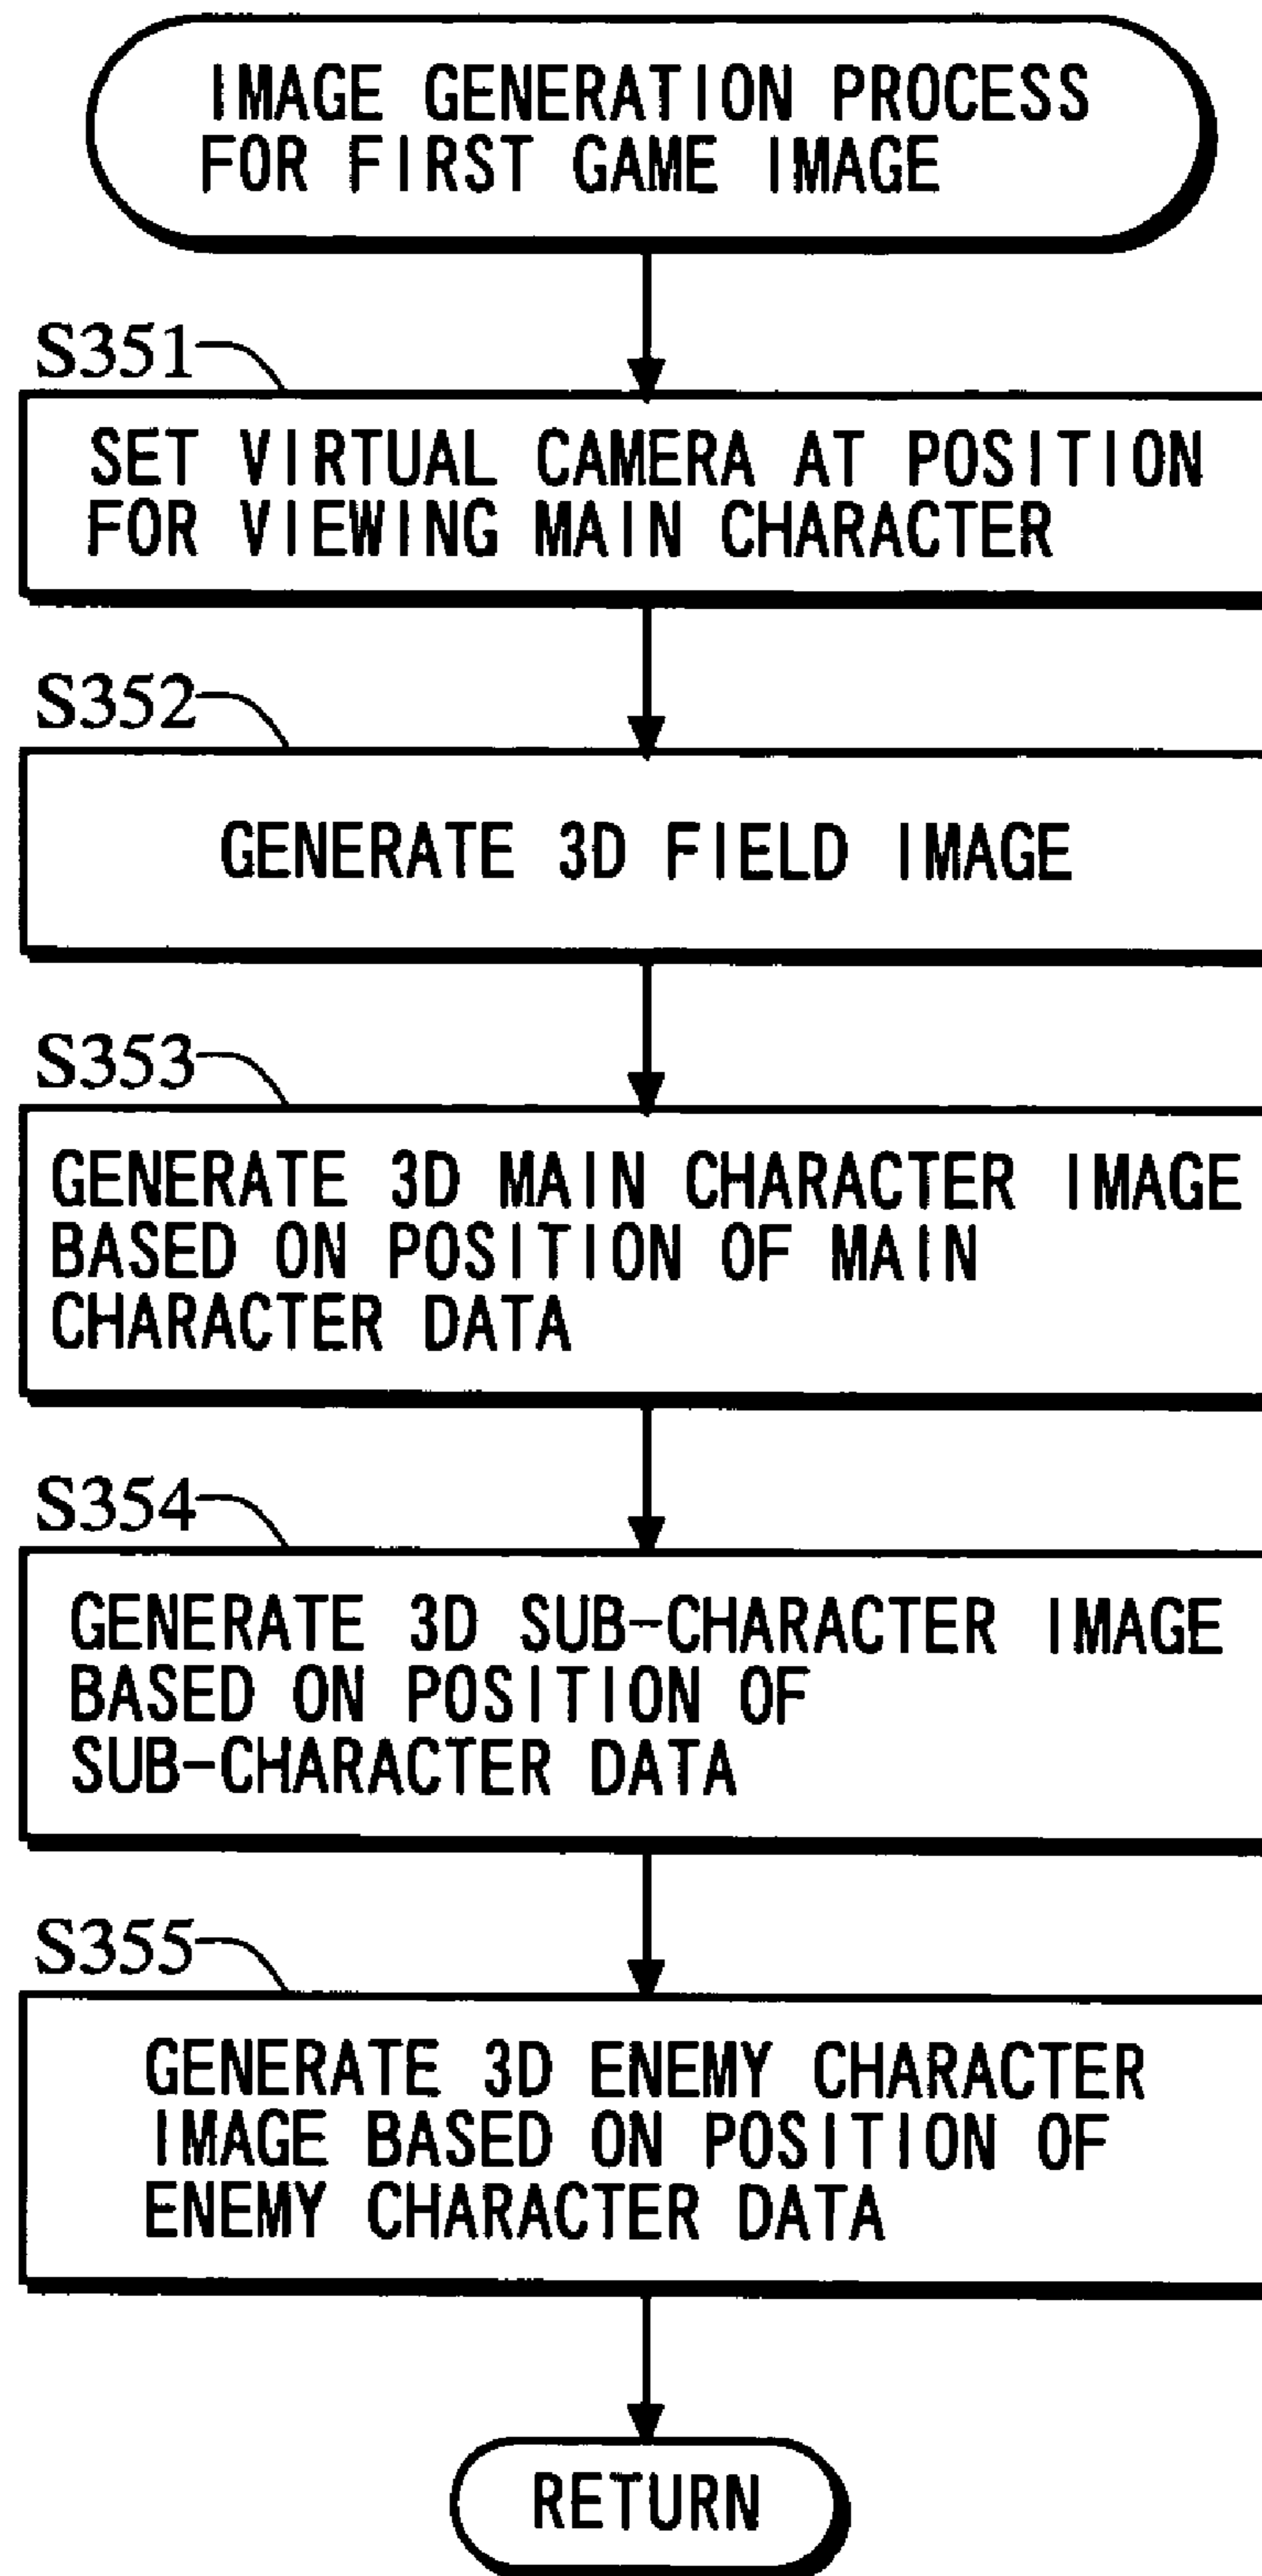 IMAGE GENERATION PROCESS
FOR FIRST GAME IMAGE
S351
SET VIRTUAL CAMERA AT POSITION
FOR VIEWING MAIN CHARACTER
S352
GENERATE 3D FIELD IMAGE
S353
GENERATE 3D MAIN CHARACTER IMAGE
BASED ON POSITION OF MAIN
CHARACTER DATA
S354
GENERATE 3D SUB-CHARACTER IMAGE
BASED ON POSITION OF
SUB-CHARACTER DATA
S355
GENERATE 3D ENEMY CHARACTER
IMAGE BASED ON POSITION OF
ENEMY CHARACTER DATA
RETURN